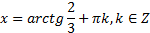 x = arctg 2/3 + πk, k ∈ Z